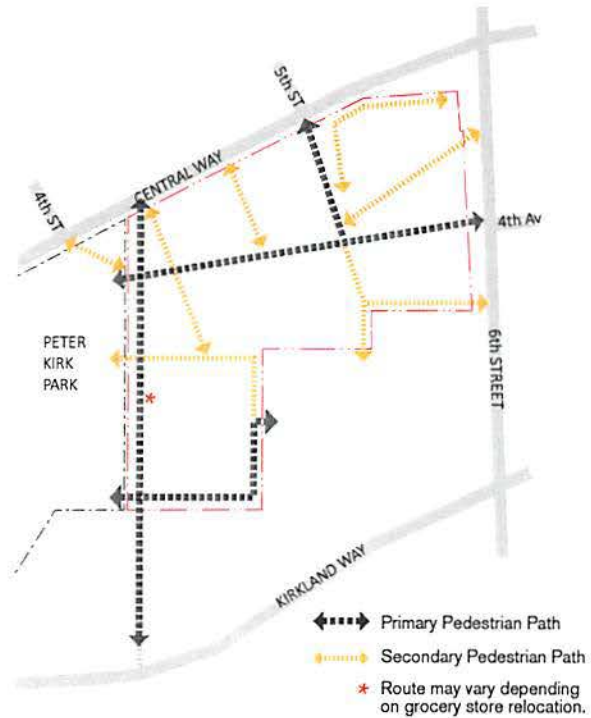 5th ST
CENTRAL WAY
4th ST
4th Av
PETER
KIRK
PARK
6th STREET
*
KIRKLAND WAY
Primary Pedestrian Path
Secondary Pedestrian Path
* Route may vary depending
on grocery store relocation.